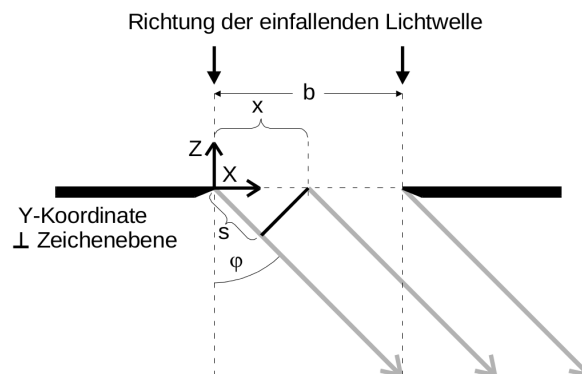 Richtung der einfallenden Lichtwelle
b
x
Z
X
Y-Koordinate
⊥ Zeichenebene
s
φ